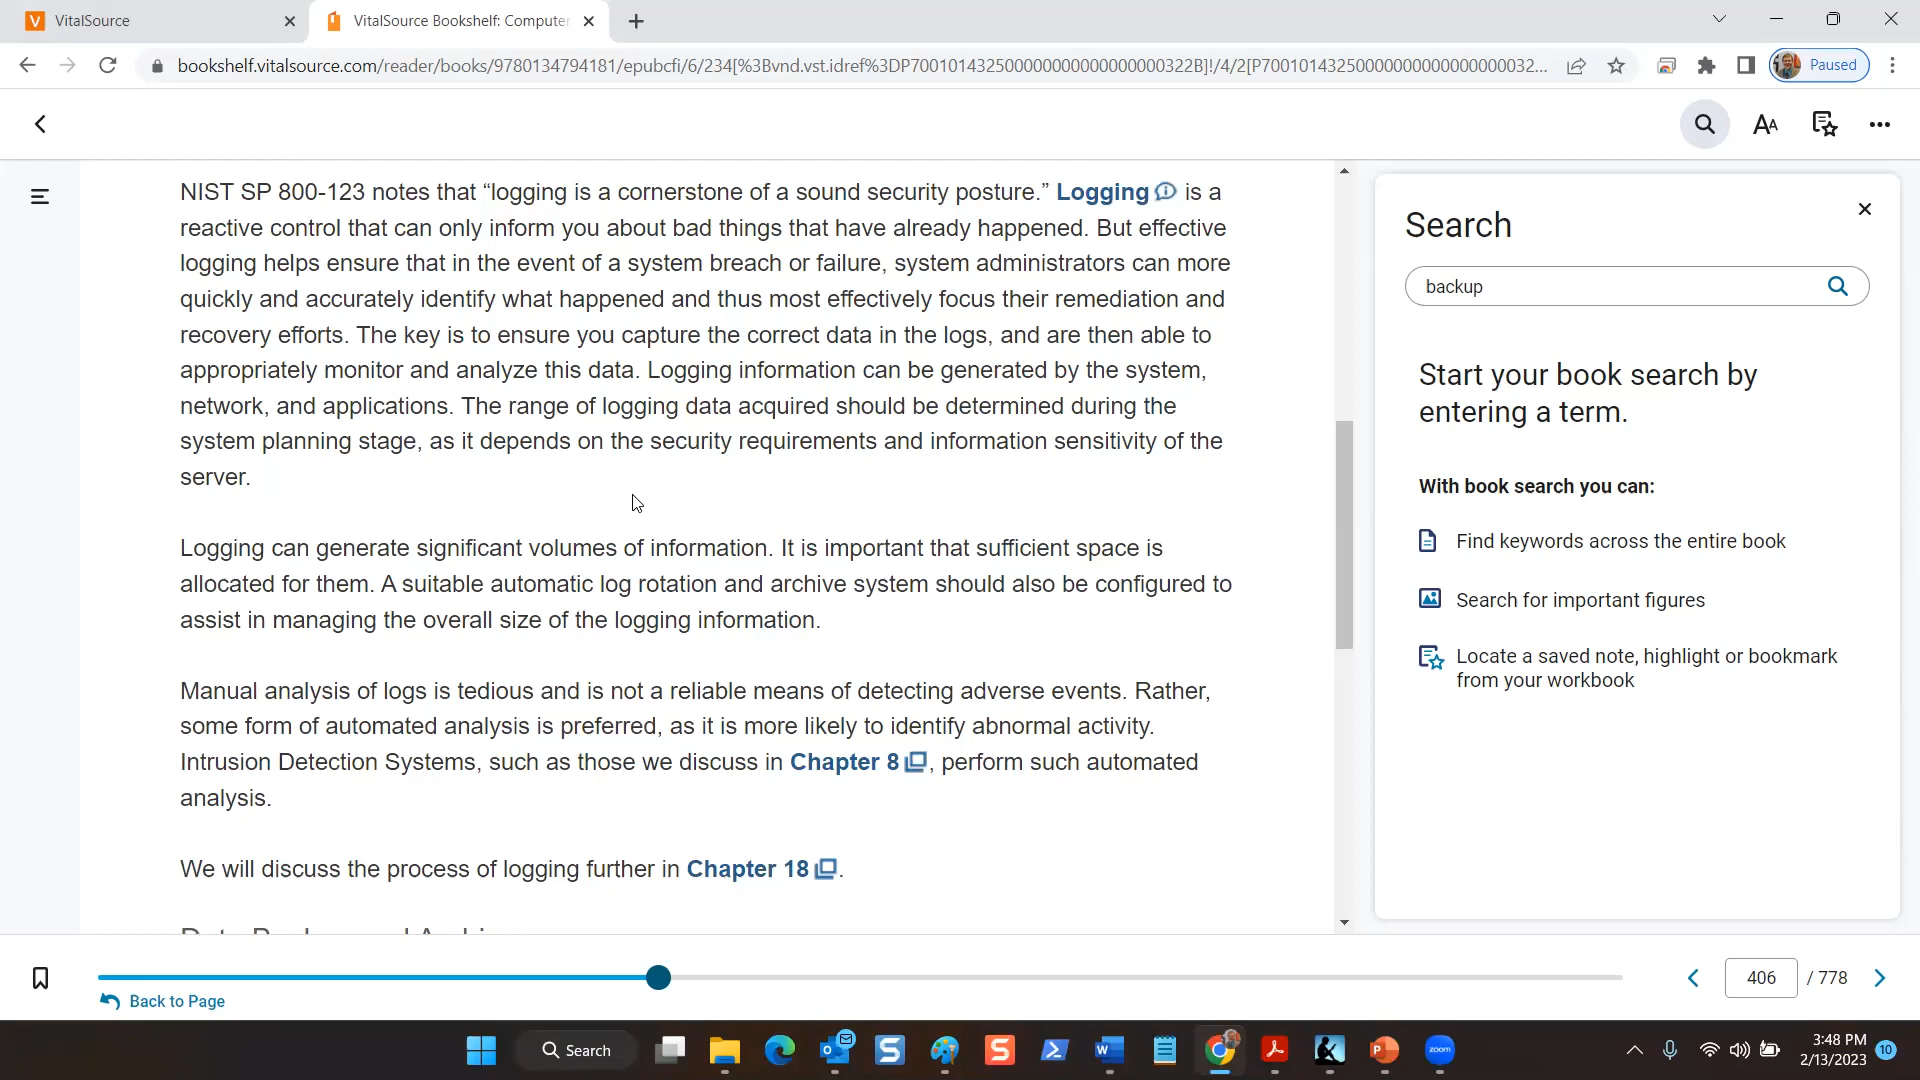 VitalSource
VitalSource Bookshelf: Computer
bookshelf.vitalsource.com/reader/books/9780134794181/epubcfi/6/234[%3Bvnd.vst.idref%3DP70010143250000000000000000322B]!/4/2[P700101432500000000000000000032...
Paused
NIST SP 800-123 notes that “logging is a cornerstone of a sound security posture.” Logging is a
reactive control that can only inform you about bad things that have already happened. But effective
logging helps ensure that in the event of a system breach or failure, system administrators can more
quickly and accurately identify what happened and thus most effectively focus their remediation and
recovery efforts. The key is to ensure you capture the correct data in the logs, and are then able to
appropriately monitor and analyze this data. Logging information can be generated by the system,
network, and applications. The range of logging data acquired should be determined during the
system planning stage, as it depends on the security requirements and information sensitivity of the
server.
Logging can generate significant volumes of information. It is important that sufficient space is
allocated for them. A suitable automatic log rotation and archive system should also be configured to
assist in managing the overall size of the logging information.
Manual analysis of logs is tedious and is not a reliable means of detecting adverse events. Rather,
some form of automated analysis is preferred, as it is more likely to identify abnormal activity.
Intrusion Detection Systems, such as those we discuss in Chapter 8, perform such automated
analysis.
We will discuss the process of logging further in Chapter 18.
Search
backup
Start your book search by
entering a term.
With book search you can:
Find keywords across the entire book
Search for important figures
Locate a saved note, highlight or bookmark
from your workbook
406 / 778
Back to Page
Search
zoom
3:48 PM
2/13/2023
10